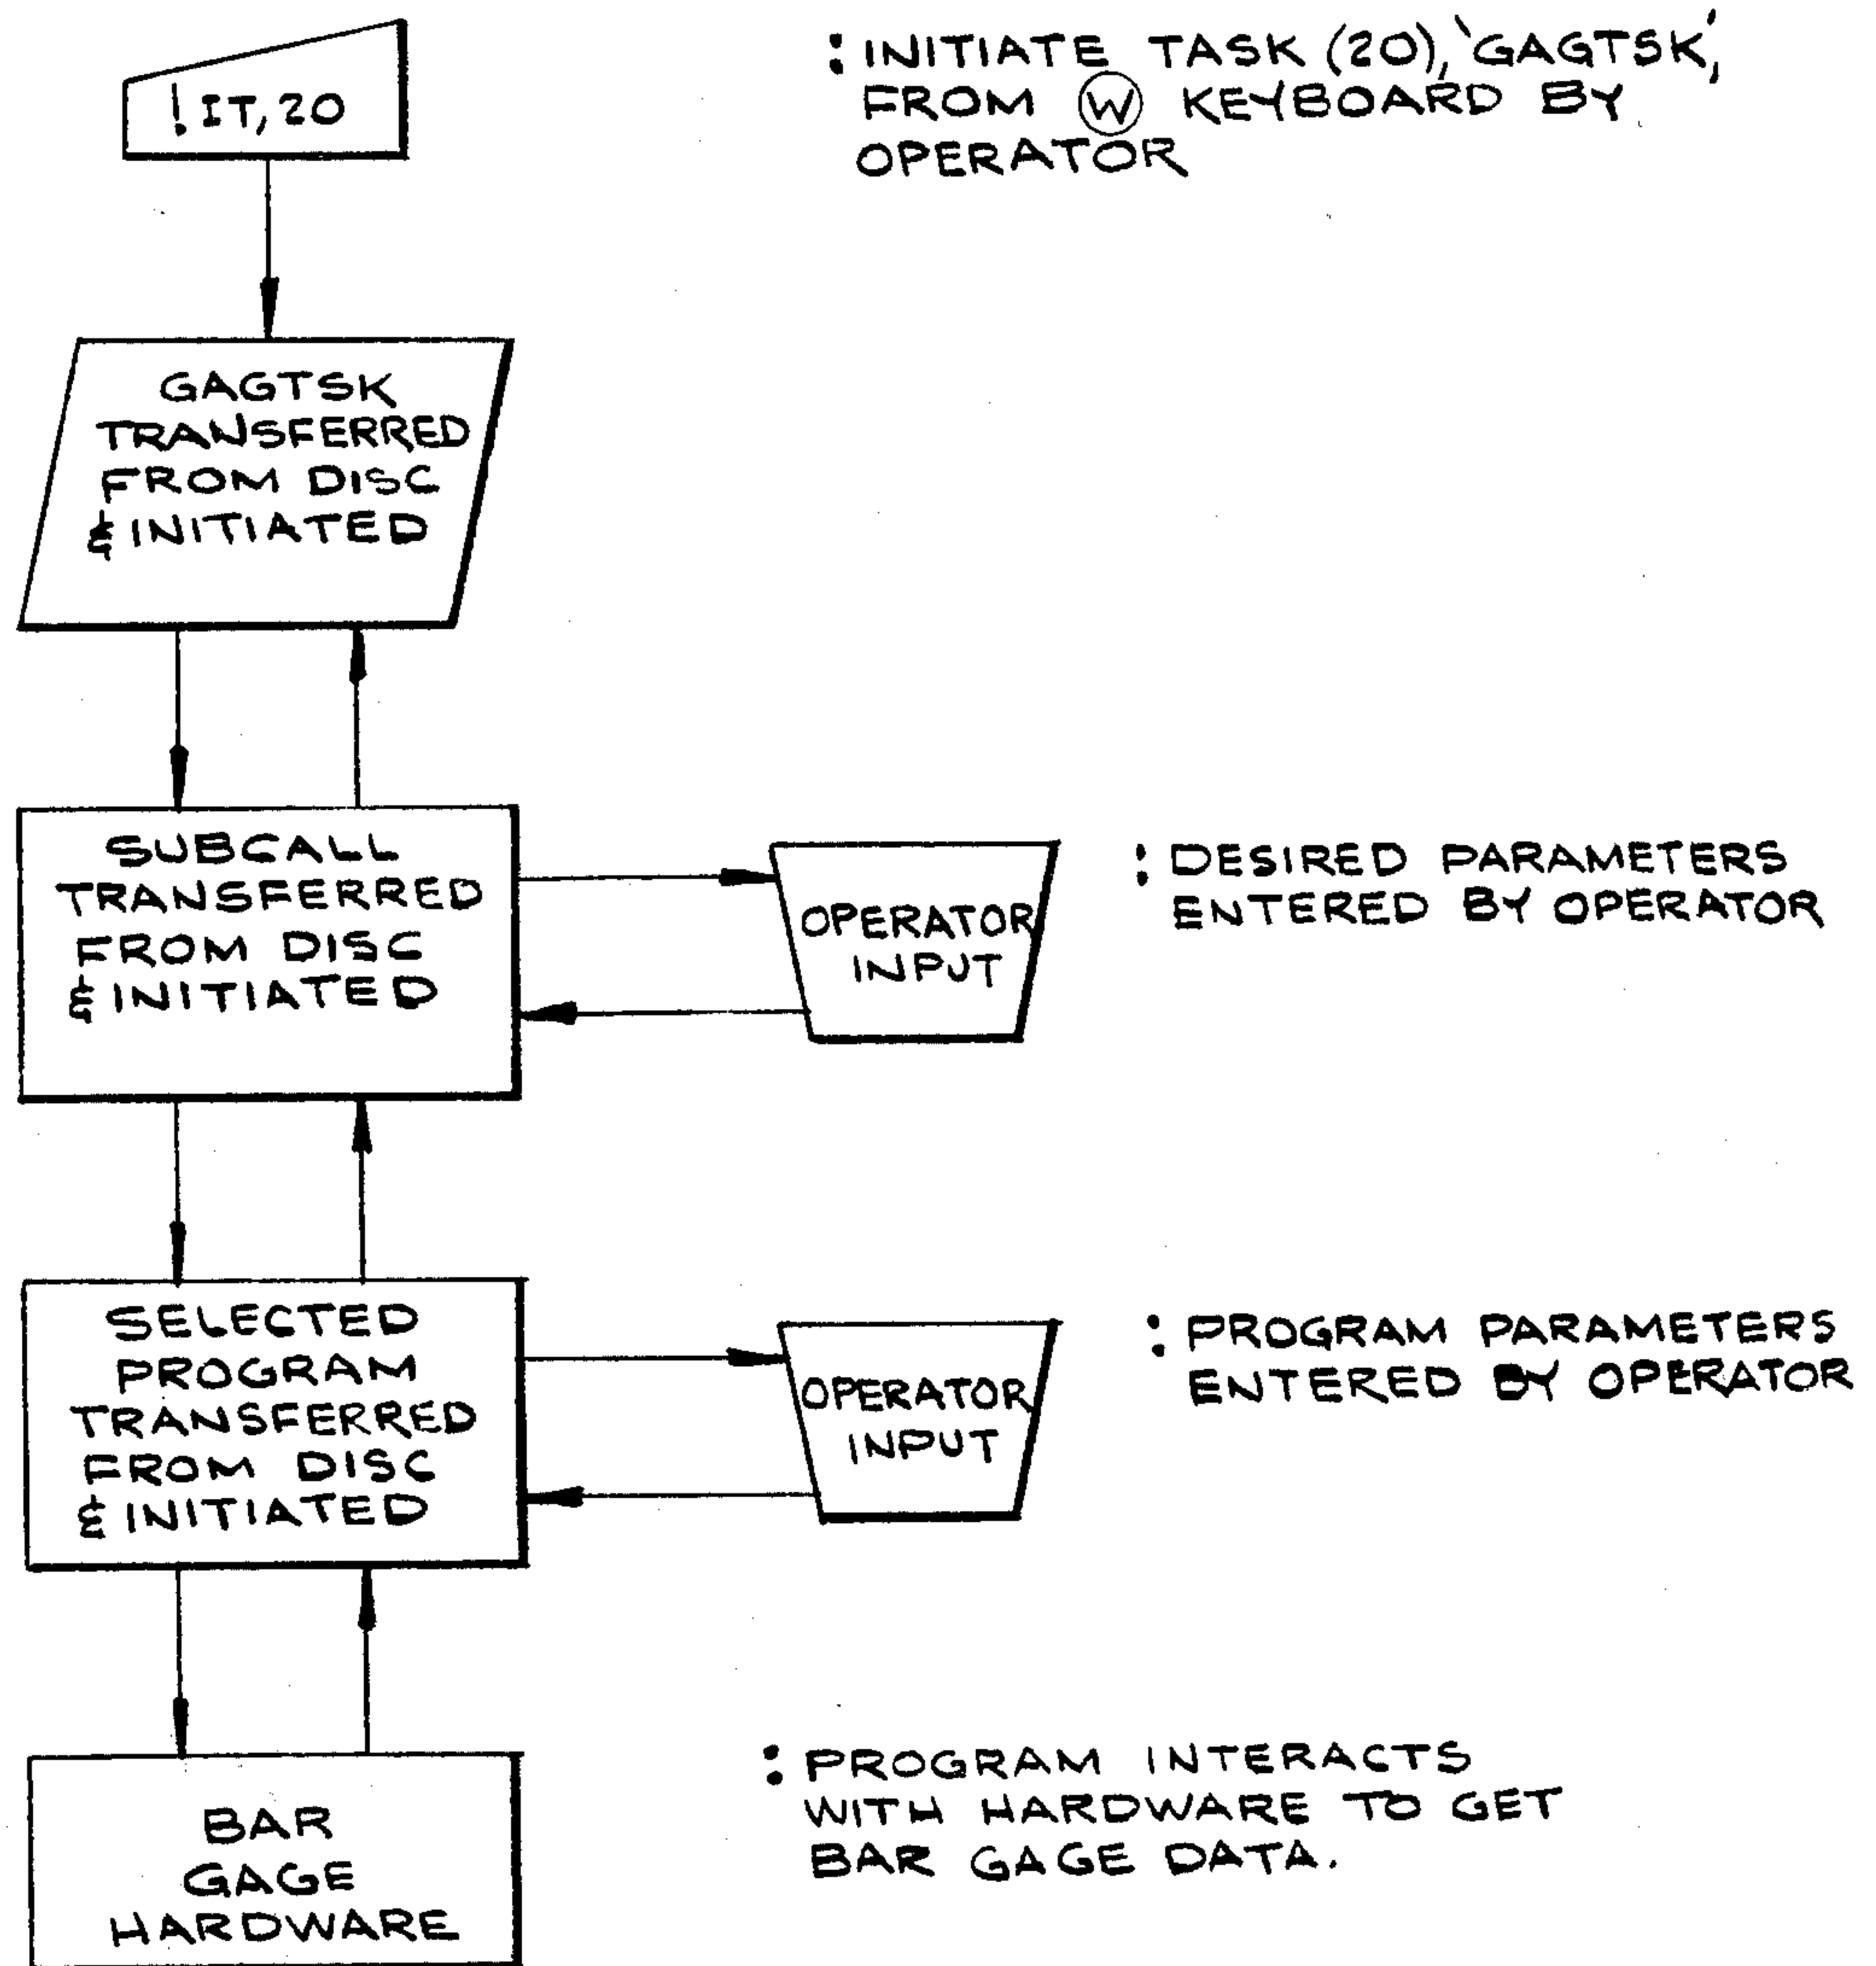 ! IT, 20
: INITIATE TASK (20), 'GAGTSK',
FROM W KEYBOARD BY
OPERATOR
GAGTSK
TRANSFERRED
FROM DISC
& INITIATED
SUBCALL
TRANSFERRED
FROM DISC
& INITIATED
OPERATOR
INPUT
: DESIRED PARAMETERS
ENTERED BY OPERATOR
SELECTED
PROGRAM
TRANSFERRED
FROM DISC
& INITIATED
OPERATOR
INPUT
: PROGRAM PARAMETERS
ENTERED BY OPERATOR
BAR
GAGE
HARDWARE
: PROGRAM INTERACTS
WITH HARDWARE TO GET
BAR GAGE DATA.